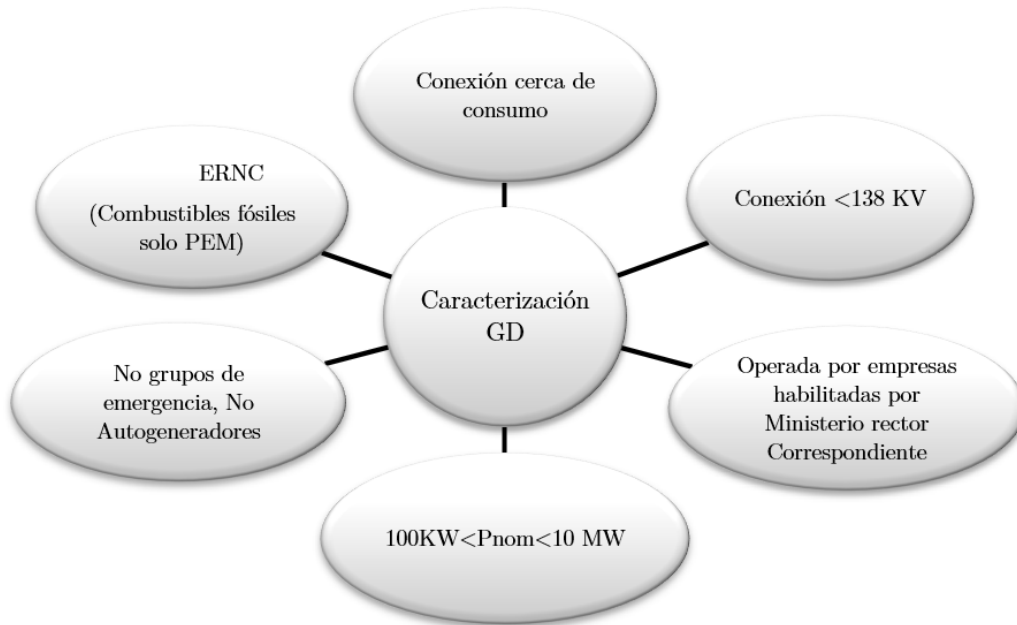 Conexión cerca de
consumo
ERNC
(Combustibles fósiles
solo PEM)
Conexión <138 KV
Caracterización
GD
No grupos de
emergencia, No
Autogeneradores
Operada por empresas
habilitadas por
Ministerio rector
Correspondiente
100KW<Pnom<10 MW